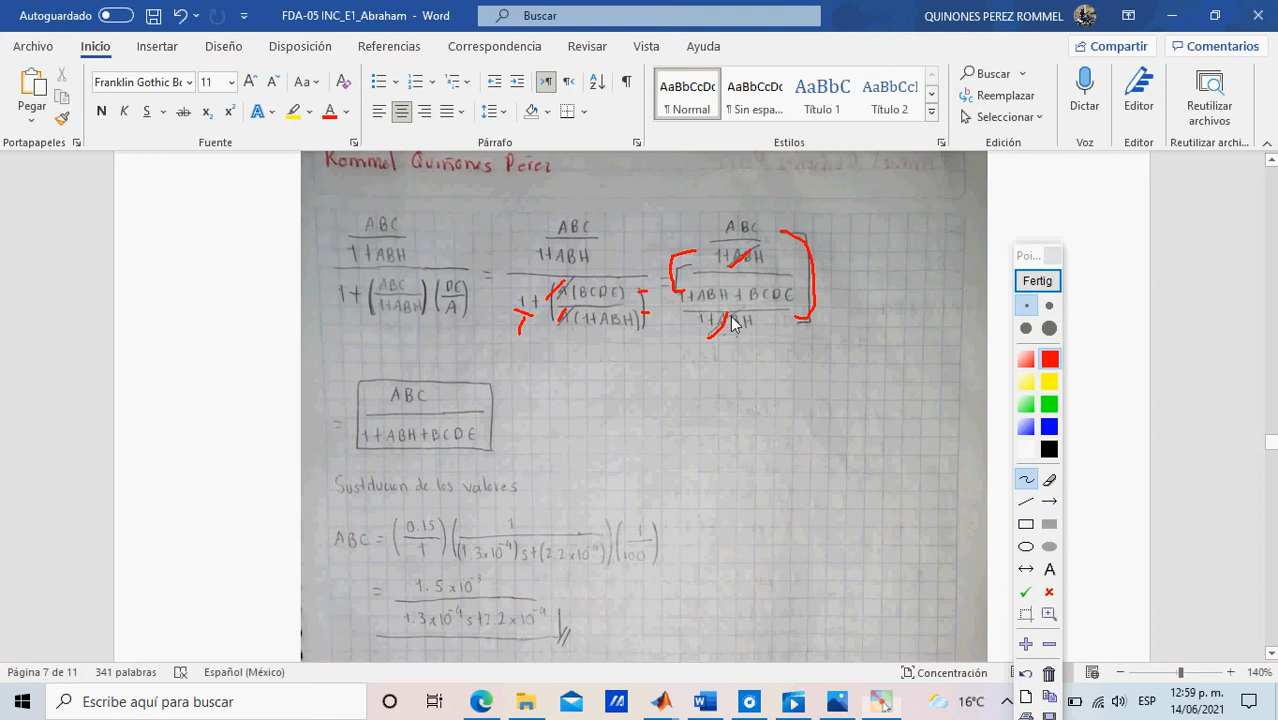 Autoguardado
FDA-05 INC_E1_Abraham - Word
Buscar
QUINONES PEREZ ROMMEL
Archivo Inicio Insertar Diseño Disposición Referencias Correspondencia Revisar Vista Ayuda
Compartir Comentarios
Pegar
Franklin Gothic Bo 11
N K S
AaBbCcDc AaBbCcDc AaBbC AaBbCcI
¶ Normal ¶ Sin espa... Título 1 Título 2
Buscar
Reemplazar
Seleccionar
Dictar
Editor
Reutilizar archivos
Portapapeles Fuente Párrafo Estilos Edición Voz Editor Reutilizar archi...
Rommel Quiñones Pérez
ABC ABC ABC
1+ABH 1+ABH 1+ABH
1+ (ABC/1+ABH) (DE/A) = 1+ (A(BCDE)/A(1+ABH)) = 1+ABH+BCDE
1+ABH
ABC
= 1+ABH+BCDE
Sustitucion de los valores
ABC = (0.15/1) (1/(1.3x10⁻⁴)s+(2.2x10⁻⁴)) (1/100)
= 1.5x10⁻³
1.3x10⁻⁴s+2.2x10⁻⁴
Poi...
Fertig
A
Página 7 de 11 341 palabras Español (México) Concentración 140%
Escribe aquí para buscar
16°C ESP 12:59 p. m.
14/06/2021